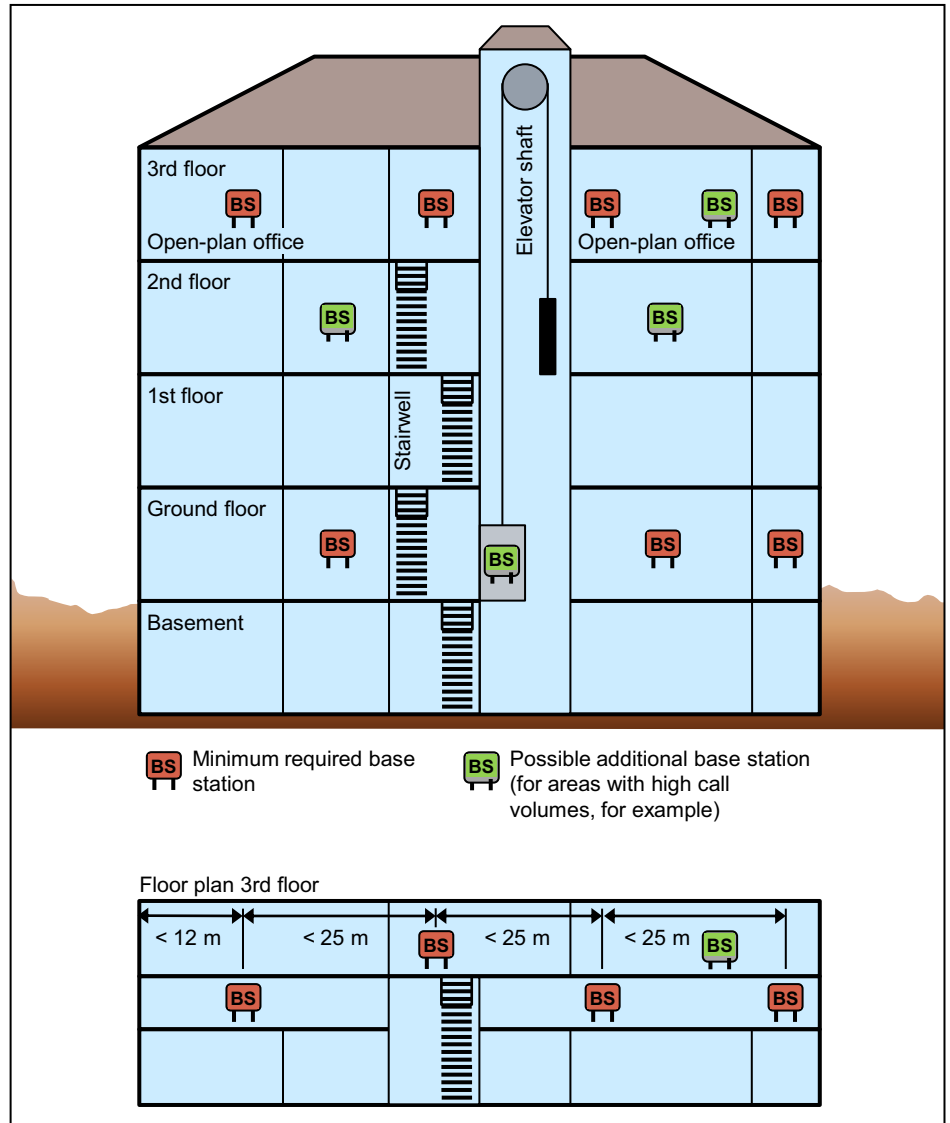 3rd floor
BS
BS
BS
BS
BS
Open-plan office
Open-plan office
Elevator shaft
2nd floor
BS
BS
1st floor
Stairwell
Ground floor
BS
BS
BS
BS
Basement
BS Minimum required base
station
BS Possible additional base station
(for areas with high call
volumes, for example)
Floor plan 3rd floor
< 12 m
< 25 m
< 25 m
< 25 m
BS
BS
BS
BS
BS